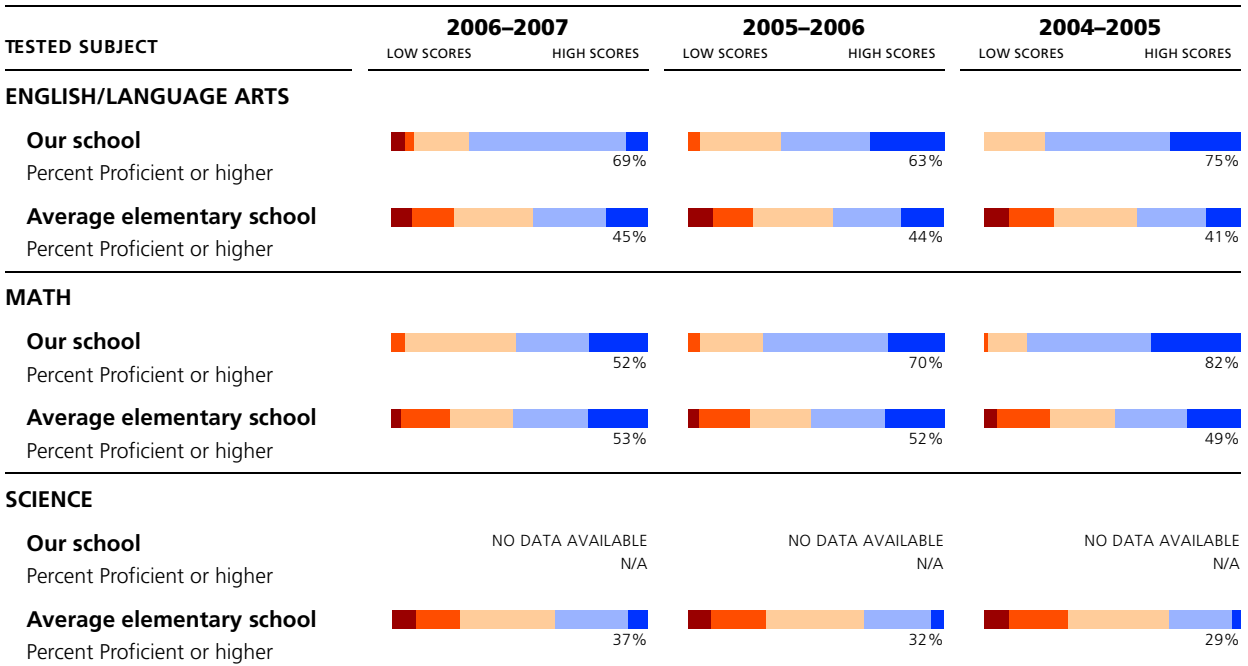 2006–2007 2005–2006 2004–2005
TESTED SUBJECT LOW SCORES HIGH SCORES LOW SCORES HIGH SCORES LOW SCORES HIGH SCORES
ENGLISH/LANGUAGE ARTS
Our school
Percent Proficient or higher 69% 63% 75%
Average elementary school
Percent Proficient or higher 45% 44% 41%
MATH
Our school
Percent Proficient or higher 52% 70% 82%
Average elementary school
Percent Proficient or higher 53% 52% 49%
SCIENCE
Our school NO DATA AVAILABLE NO DATA AVAILABLE NO DATA AVAILABLE
Percent Proficient or higher N/A N/A N/A
Average elementary school
Percent Proficient or higher 37% 32% 29%